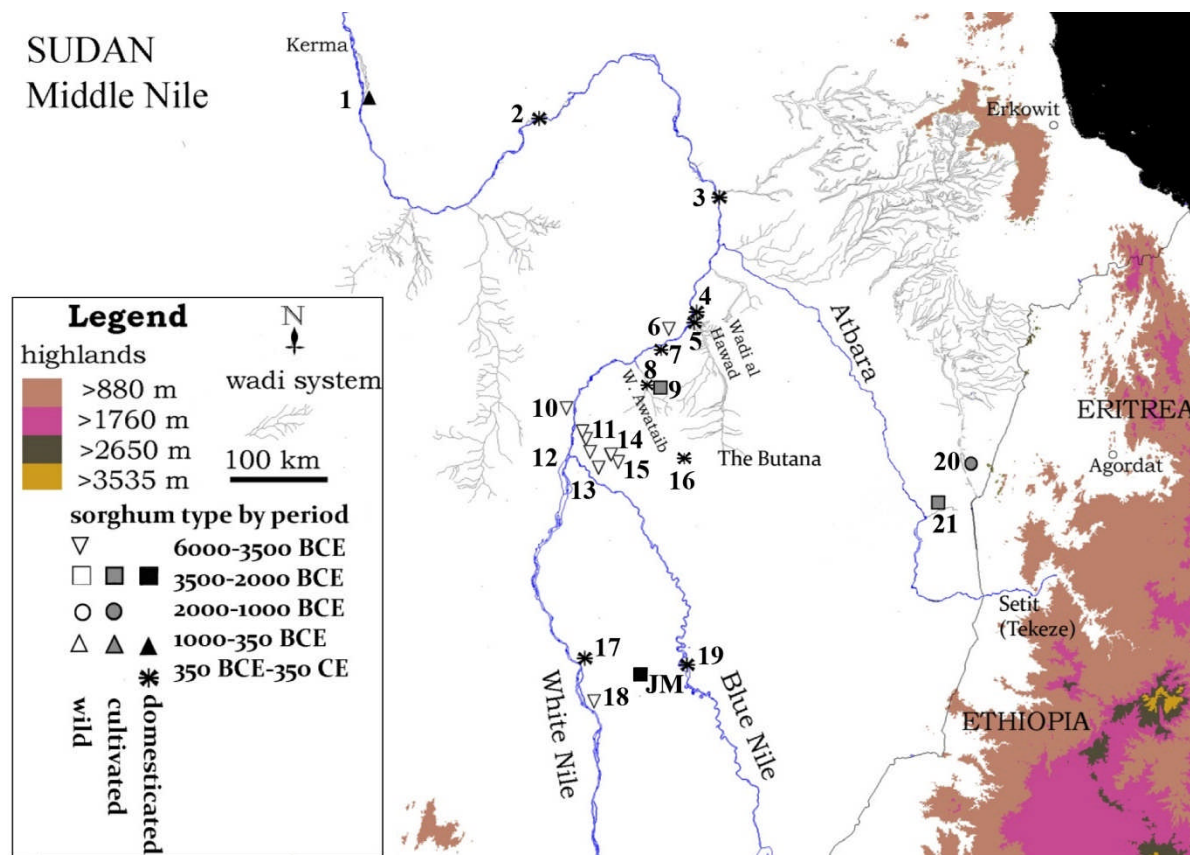 SUDAN
Middle Nile
Kerma
1
2
Erkowit
3
4
5
6
7
8
9
Wadi al
Hawad
W. Awataib
Atbara
10
11
12
13
14
15
16
The Butana
ERITREA
Agordat
20
21
Setit
(Tekeze)
17
18
JM
19
White Nile
Blue Nile
ETHIOPIA
Legend
N
highlands
>880 m
>1760 m
>2650 m
>3535 m
wadi system
100 km
sorghum type by period
6000-3500 BCE
3500-2000 BCE
2000-1000 BCE
1000-350 BCE
350 BCE-350 CE
wild
cultivated
domesticated